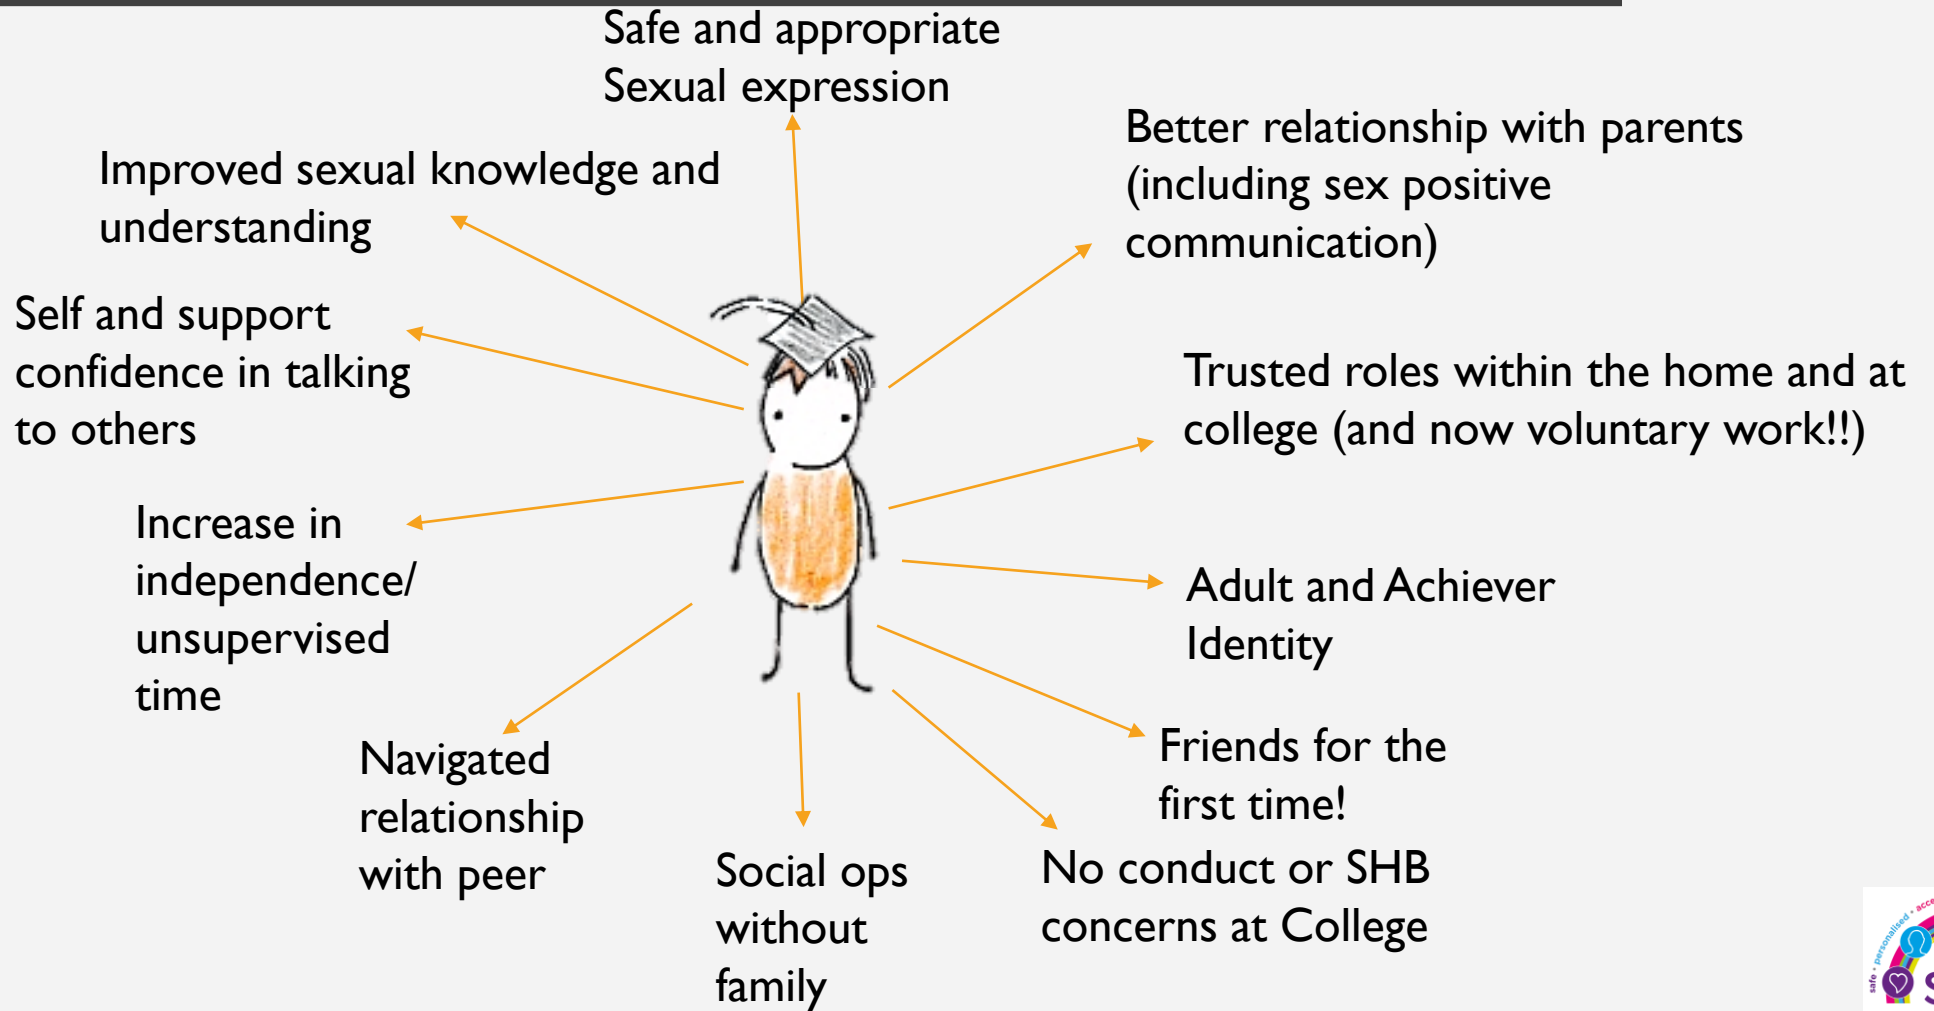 Safe and appropriate
Sexual expression
Better relationship with parents
(including sex positive
communication)
Improved sexual knowledge and
understanding
Self and support
confidence in talking
to others
Trusted roles within the home and at
college (and now voluntary work!!)
Increase in
independence/
unsupervised
time
Adult and Achiever
Identity
Navigated
relationship
with peer
Friends for the
first time!
Social ops
without
family
No conduct or SHB
concerns at College
safe • personalised •